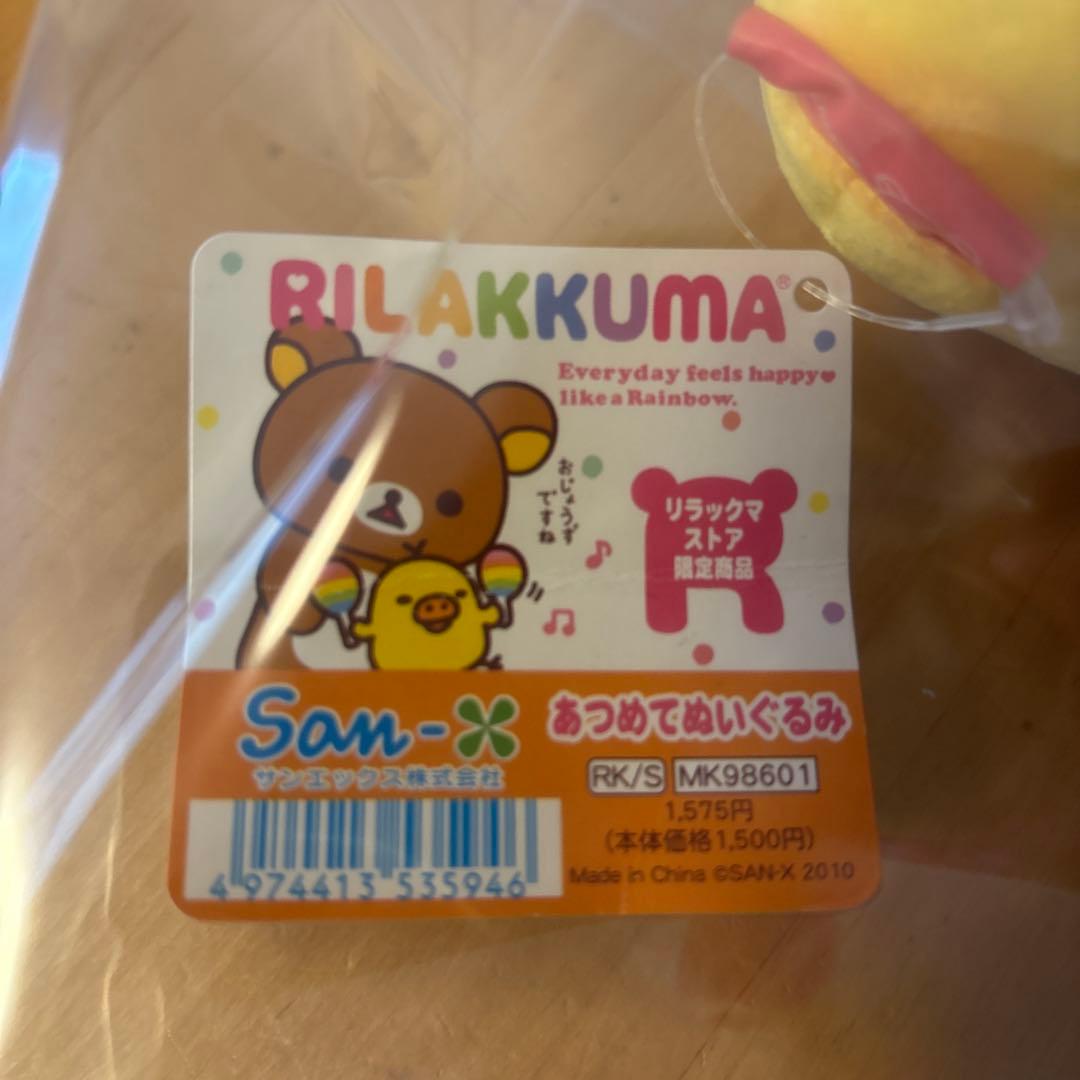 RILAKKUMA®
Everyday feels happy♥
like a Rainbow.
おじょうず
ですね
リラックマ
ストア
限定商品
San-X
サンエックス株式会社
あつめてぬいぐるみ
RK/S MK98601
1,575円
(本体価格1,500円)
Made in China ©SAN-X 2010
4 974413 535946